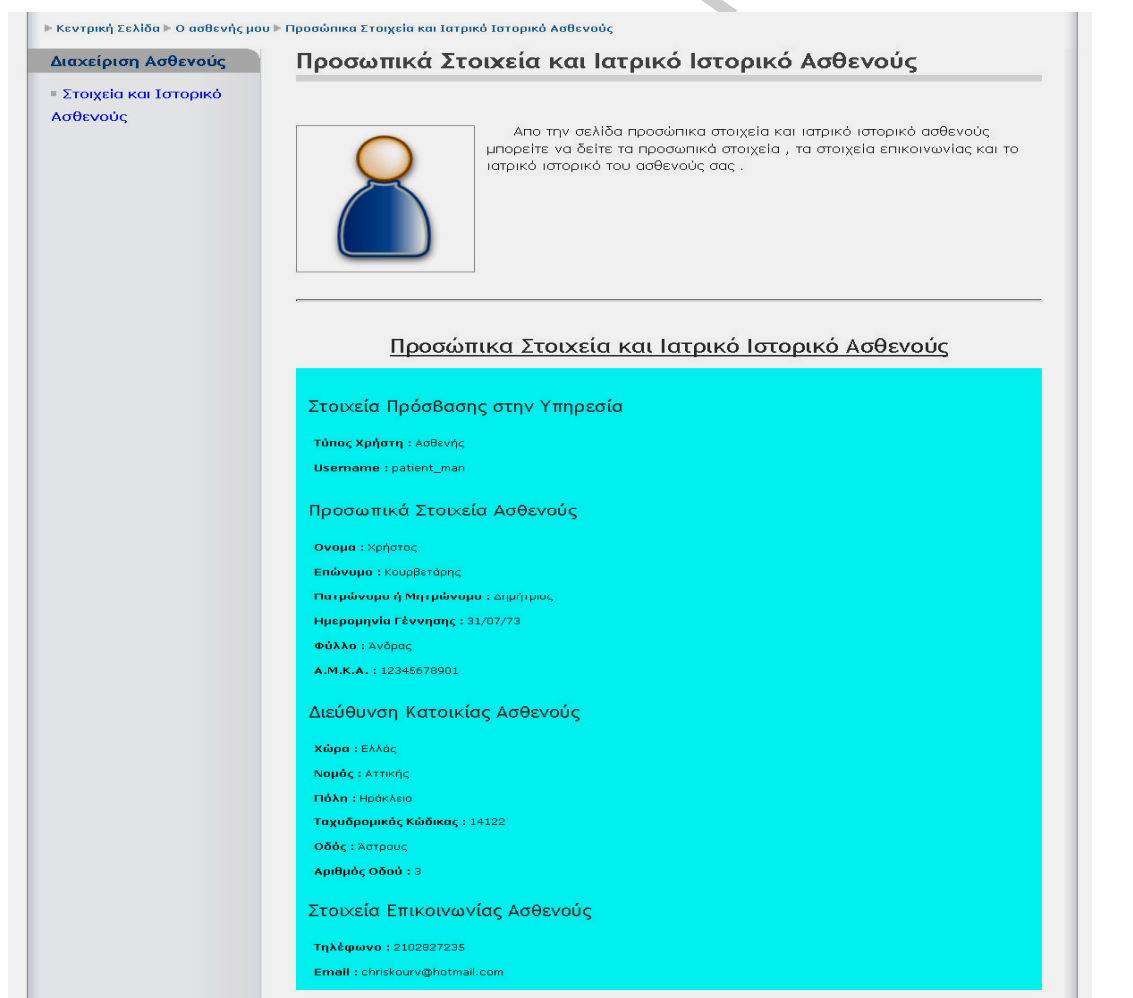 Κεντρική Σελίδα Ο ασθενής μου Προσώπικα Στοιχεία και Ιατρικό Ιστορικό Ασθενούς
Διαχείριση Ασθενούς
Στοιχεία και Ιστορικό
Ασθενούς
Προσωπικά Στοιχεία και Ιατρικό Ιστορικό Ασθενούς
Απο την σελίδα προσώπικα στοιχεία και ιατρικό ιστορικό ασθενούς
μπορείτε να δείτε τα προσωπικά στοιχεία , τα στοιχεία επικοινωνίας και το
ιατρικό ιστορικό του ασθενούς σας .
Προσώπικα Στοιχεία και Ιατρικό Ιστορικό Ασθενούς
Στοιχεία Πρόσβασης στην Υπηρεσία
Τύπος Χρήστη : Ασθενής
Username : patient_man
Προσωπικά Στοιχεία Ασθενούς
Ονομα : Χρήστος
Επώνυμο : Κουρβετάρης
Πατρώνυμο ή Μητρώνυμο : Δημήτριος
Ημερομηνία Γέννησης : 31/07/73
Φύλλο : Άνδρας
Α.Μ.Κ.Α. : 12345678901
Διεύθυνση Κατοικίας Ασθενούς
Χώρα : Ελλάς
Νομός : Αττικής
Πόλη : Ηράκλειο
Ταχυδρομικός Κώδικας : 14122
Οδός : Άστρους
Αριθμός Οδού : 3
Στοιχεία Επικοινωνίας Ασθενούς
Τηλέφωνο : 2102827235
Email : chriskourv@hotmail.com